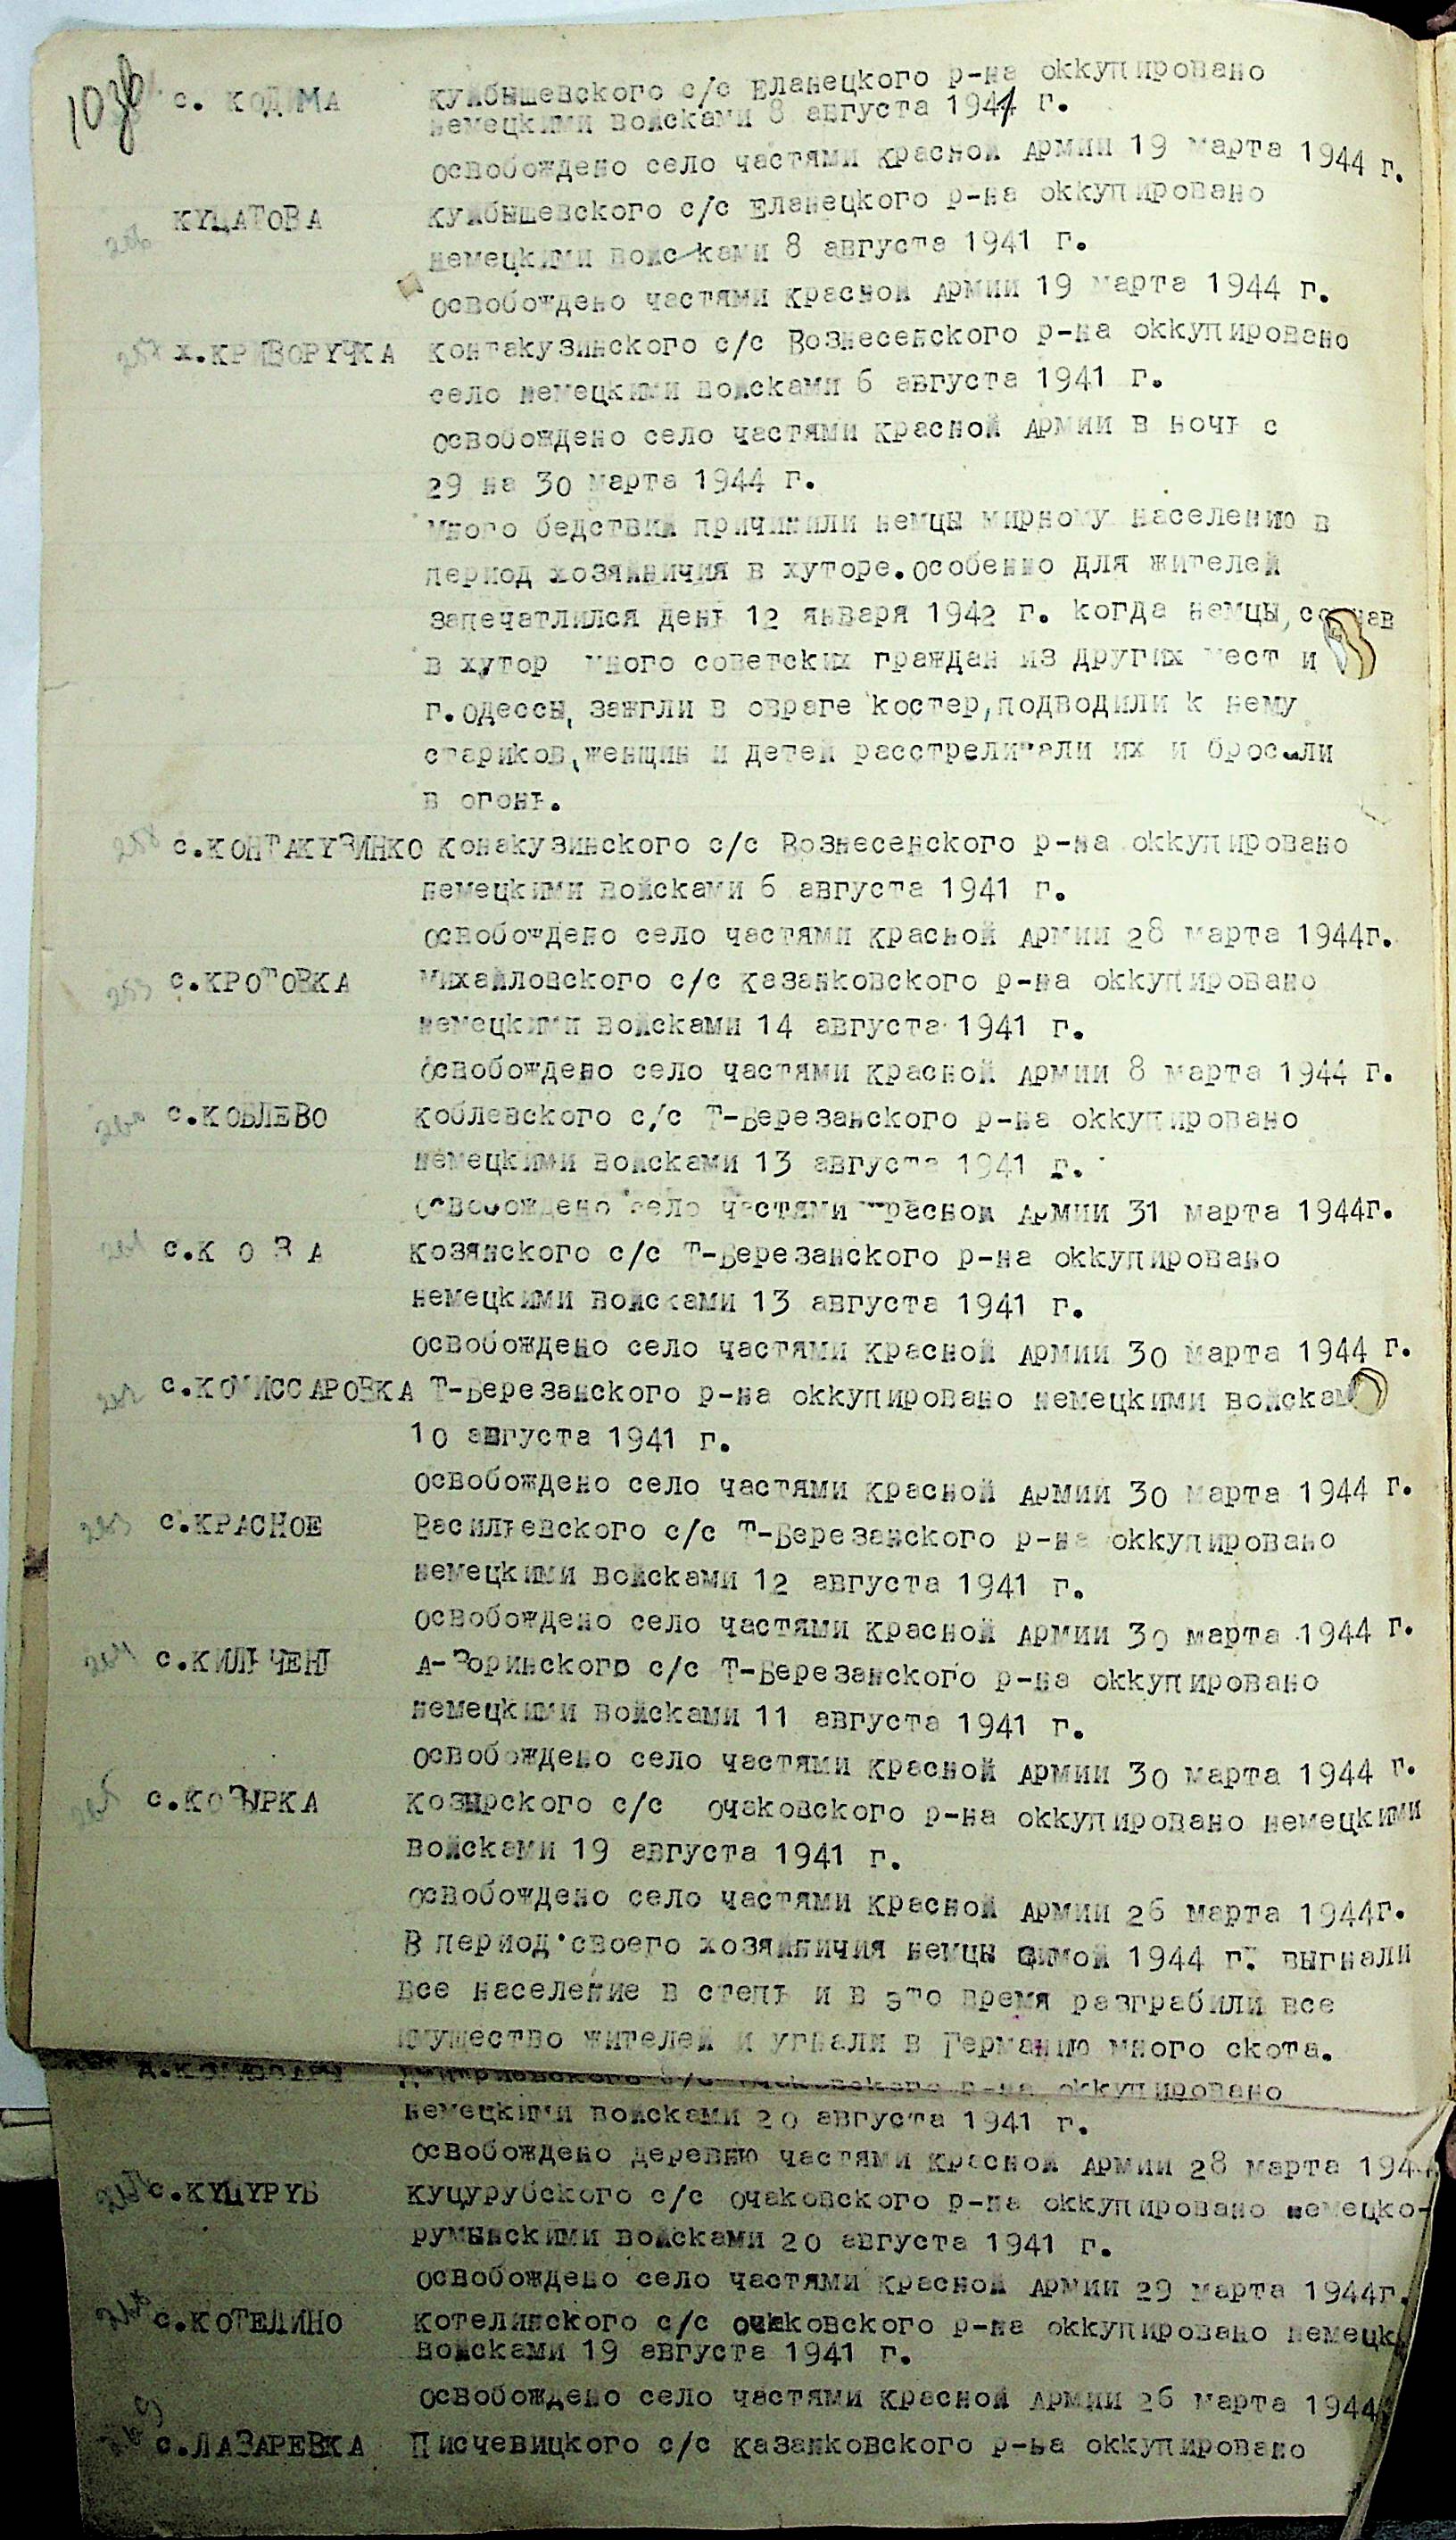 с. КОДЫМА куйбышевского с/с Еланецкого р-на оккупировано
немецкими войсками 8 августа 1941 г.
освобождено село частями красной Армии 19 марта 1944 г.
256 КУЦАТОВА куйбышевского с/с Еланецкого р-на оккупировано
немецкими войсками 8 августа 1941 г.
освобождено частями красной Армии 19 марта 1944 г.
257 х.КРИВОРУЧКА контакузинского с/с Вознесенского р-на оккупировано
село немецкими войсками 6 августа 1941 г.
освобождено село частями красной Армии в ночь с
29 на 30 марта 1944 г.
много бедствий причинили немцы мирному населению в
период хозяйничия в хуторе.особенно для жителей
запечатлился день 12 января 1942 г. когда немцы,
в хутор много советских граждан из других мест и
г.одессы, зажгли в овраге костер,подводили к нему
стариков,женщин и детей расстреливали их и бросали
в огонь.
258 с.КОНТАКУЗИНКО конакузинского с/с Вознесенского р-на оккупировано
немецкими войсками 6 августа 1941 г.
освобождено село частями красной Армии 28 марта 1944г.
259 с.КРОТОВКА михайловского с/с казанковского р-на оккупировано
немецкими войсками 14 августа 1941 г.
освобождено село частями красной Армии 8 марта 1944 г.
260 с.КОБЛЕВО коблевского с/с Т-Березанского р-на оккупировано
немецкими войсками 13 августа 1941 г.
освобождено село частями красной Армии 31 марта 1944г.
261 с.К О З А козянского с/с Т-Березанского р-на оккупировано
немецкими войсками 13 августа 1941 г.
освобождено село частями красной Армии 30 марта 1944 г.
262 с.КОМИССАРОВКА Т-Березанского р-на оккупировано немецкими
10 августа 1941 г.
освобождено село частями красной Армии 30 марта 1944 г.
263 с.КРАСНОЕ Васильевского с/с Т-Березанского р-на оккупировано
немецкими войсками 12 августа 1941 г.
освобождено село частями красной Армии 30 марта 1944 г.
264 с.КИЛЬЧЕНЬ А-Зоринского с/с Т-Березанского р-на оккупировано
немецкими войсками 11 августа 1941 г.
освобождено село частями красной Армии 30 марта 1944 г.
265 с.КОЗЫРКА козырского с/с очаковского р-на оккупировано немецкими
войсками 19 августа 1941 г.
освобождено село частями красной Армии 26 марта 1944г.
В период своего хозяйничия немцы зимой 1944 г. выгнали
все население в степь и в это время разграбили все
имущество жителей и угнали в Германию много скота.
с/с р-на оккупировано
немецкими войсками 20 августа 1941 г.
освобождено деревню частями красной Армии 28 марта
с.КУЦУРУБ куцурубского с/с очаковского р-на оккупировано немецко-
румынскими войсками 20 августа 1941 г.
освобождено село частями красной Армии 29 марта 1944г.
с.КОТЕЛИНО котелинского с/с очаковского р-на оккупировано
войсками 19 августа 1941 г.
освобождено село частями красной Армии 26 марта 1944
269 с.ЛАЗАРЕВКА Писчевицкого с/с казанковского р-на оккупировано